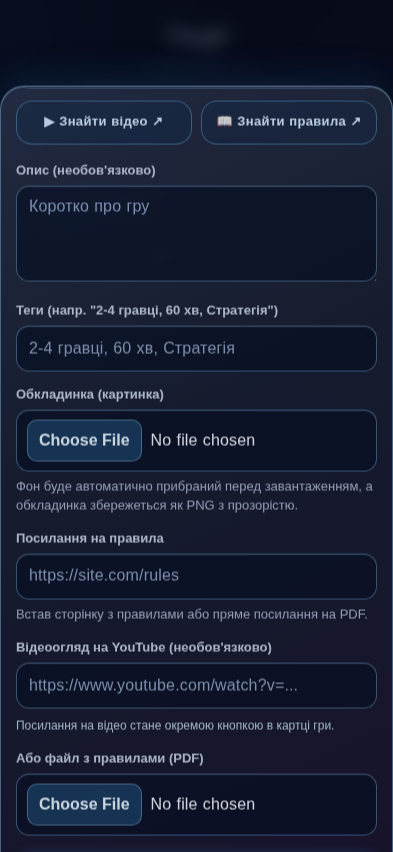 ▶ Знайти відео ↗
📖 Знайти правила ↗
Опис (необов'язково)
Коротко про гру
Теги (напр. "2-4 гравці, 60 хв, Стратегія")
2-4 гравці, 60 хв, Стратегія
Обкладинка (картинка)
Choose File No file chosen
Фон буде автоматично прибраний перед завантаженням, а
обкладинка збережеться як PNG з прозорістю.
Посилання на правила
https://site.com/rules
Встав сторінку з правилами або пряме посилання на PDF.
Відеоогляд на YouTube (необов'язково)
https://www.youtube.com/watch?v=...
Посилання на відео стане окремою кнопкою в картці гри.
Або файл з правилами (PDF)
Choose File No file chosen